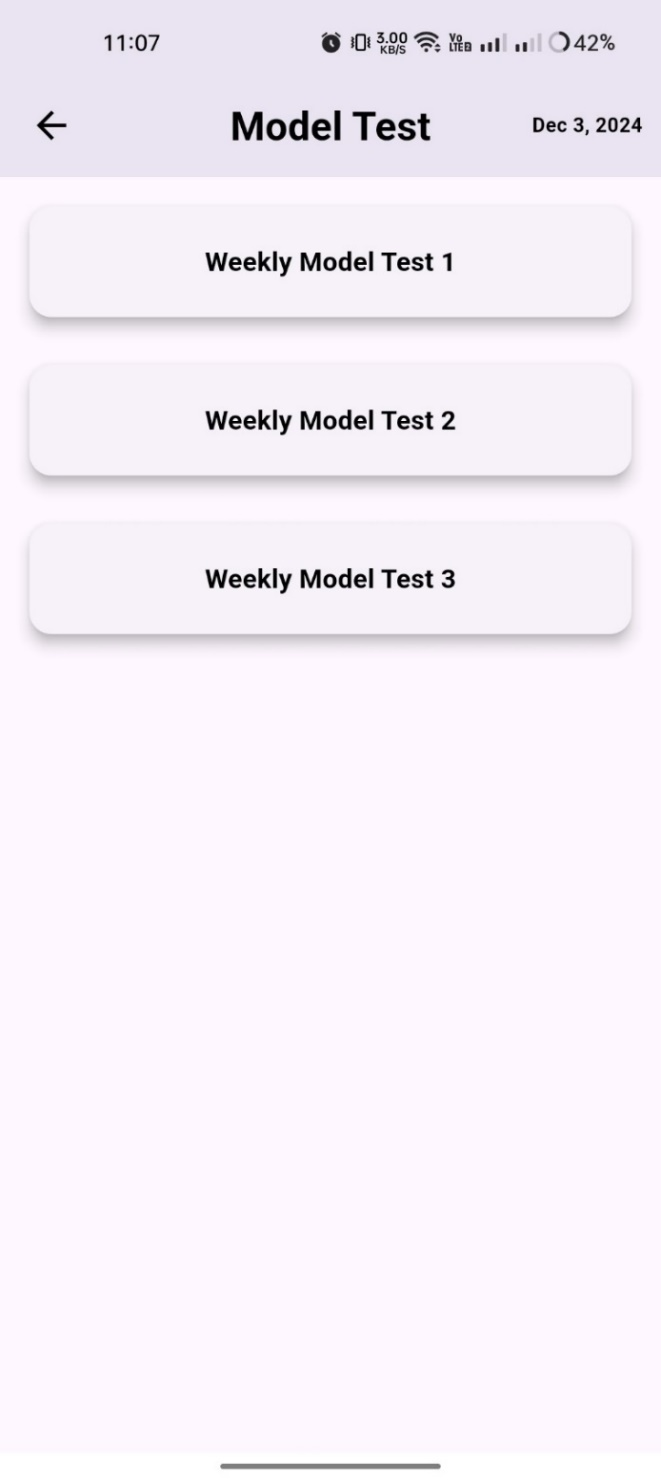 11:07 3.00 KB/S Vo LTE2 42%
Model Test Dec 3, 2024
Weekly Model Test 1
Weekly Model Test 2
Weekly Model Test 3